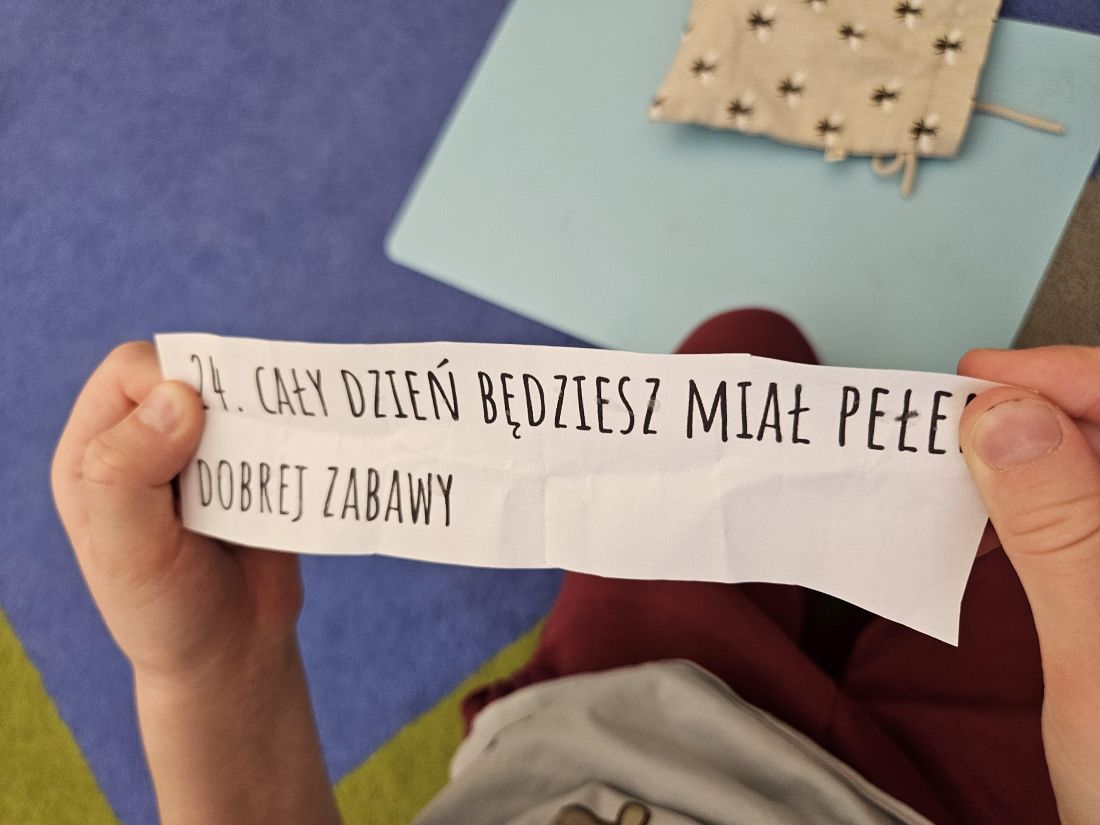 24. CAŁY DZIEŃ BĘDZIESZ MIAŁ
DOBREJ ZABAWY